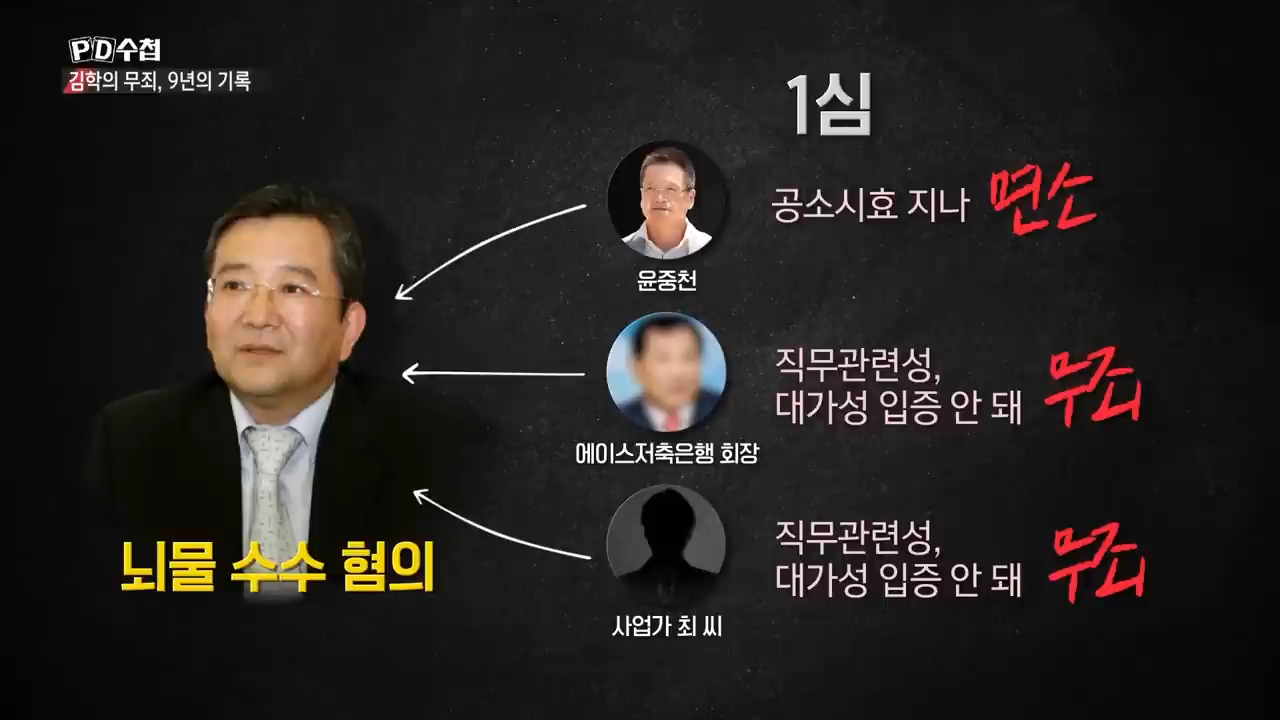 PD수첩
김학의 무죄, 9년의 기록
1심
윤중천
공소시효 지나 면소
에이스저축은행 회장
직무관련성,
대가성 입증 안 돼
무죄
사업가 최 씨
직무관련성,
대가성 입증 안 돼
무죄
뇌물 수수 혐의